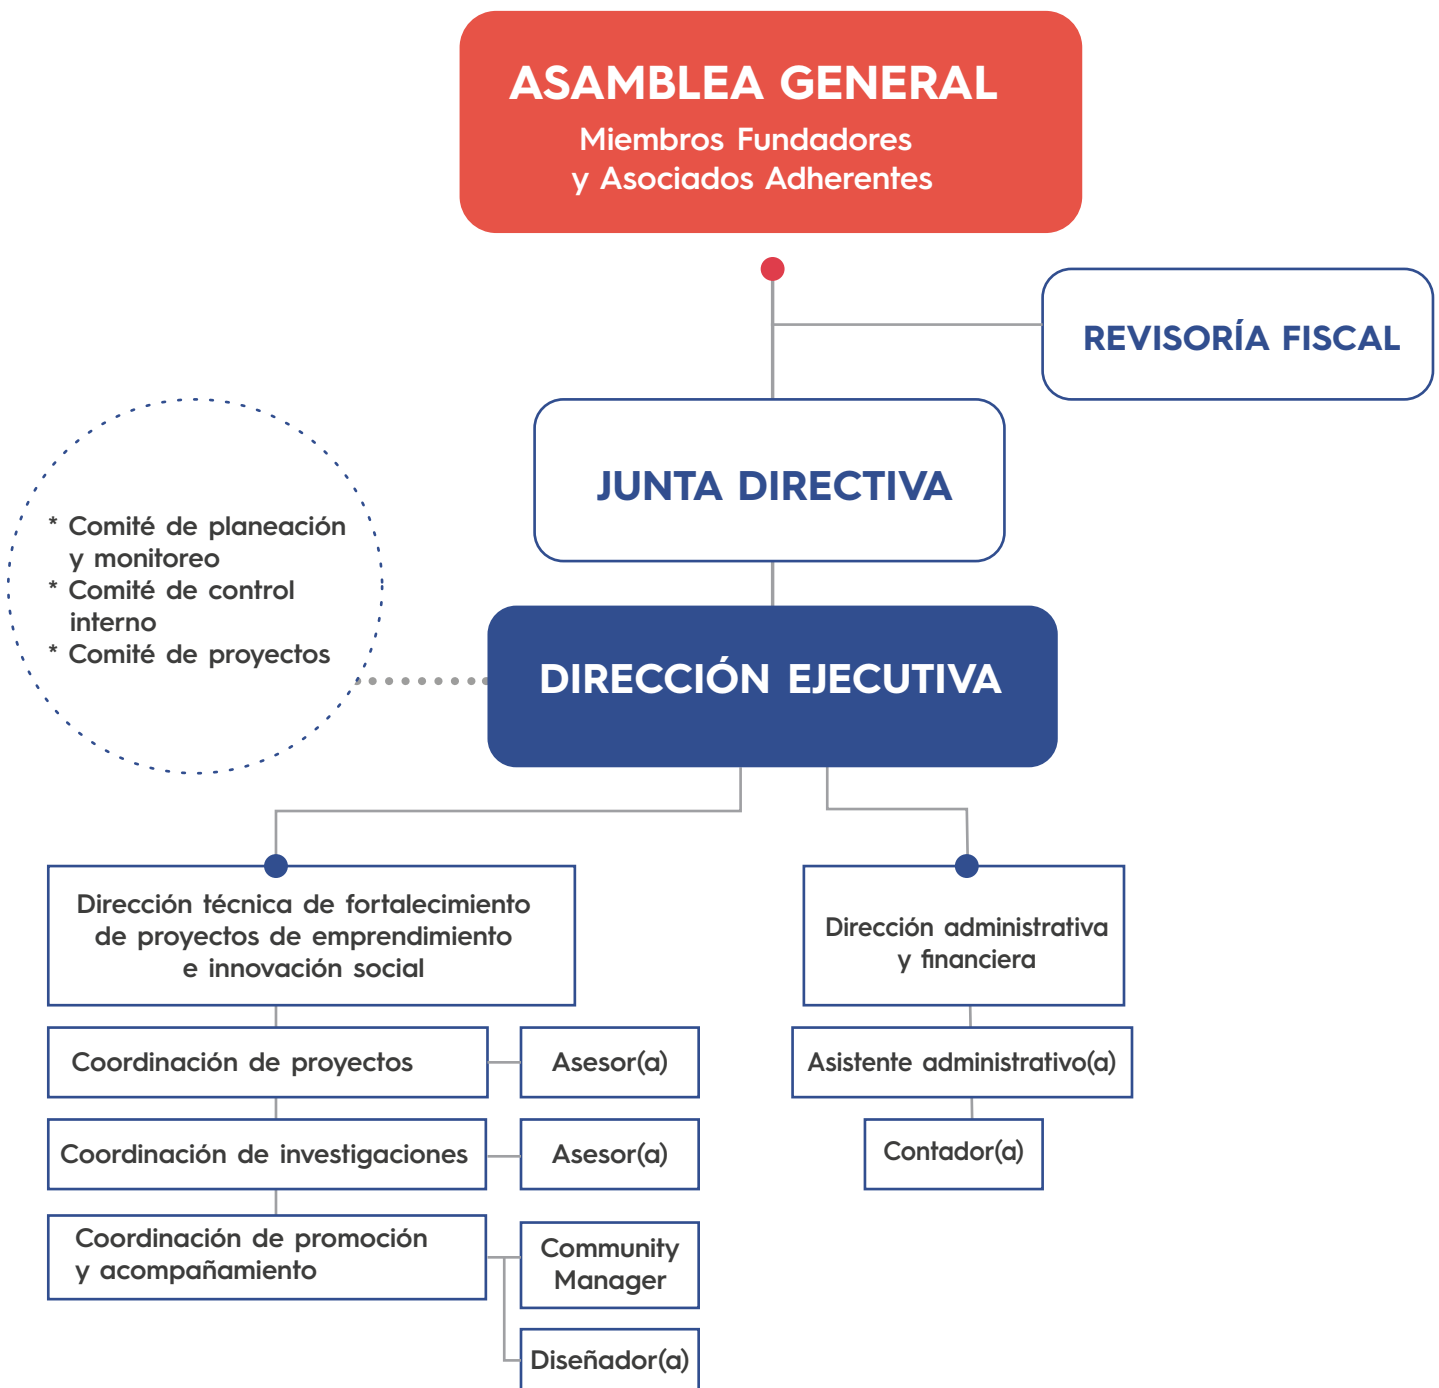 ASAMBLEA GENERAL
Miembros Fundadores
y Asociados Adherentes
REVISORÍA FISCAL
JUNTA DIRECTIVA
* Comité de planeación
y monitoreo
* Comité de control
interno
* Comité de proyectos
DIRECCIÓN EJECUTIVA
Dirección técnica de fortalecimiento
de proyectos de emprendimiento
e innovación social
Dirección administrativa
y financiera
Coordinación de proyectos
Asesor(a)
Asistente administrativo(a)
Coordinación de investigaciones
Asesor(a)
Contador(a)
Coordinación de promoción
y acompañamiento
Community
Manager
Diseñador(a)